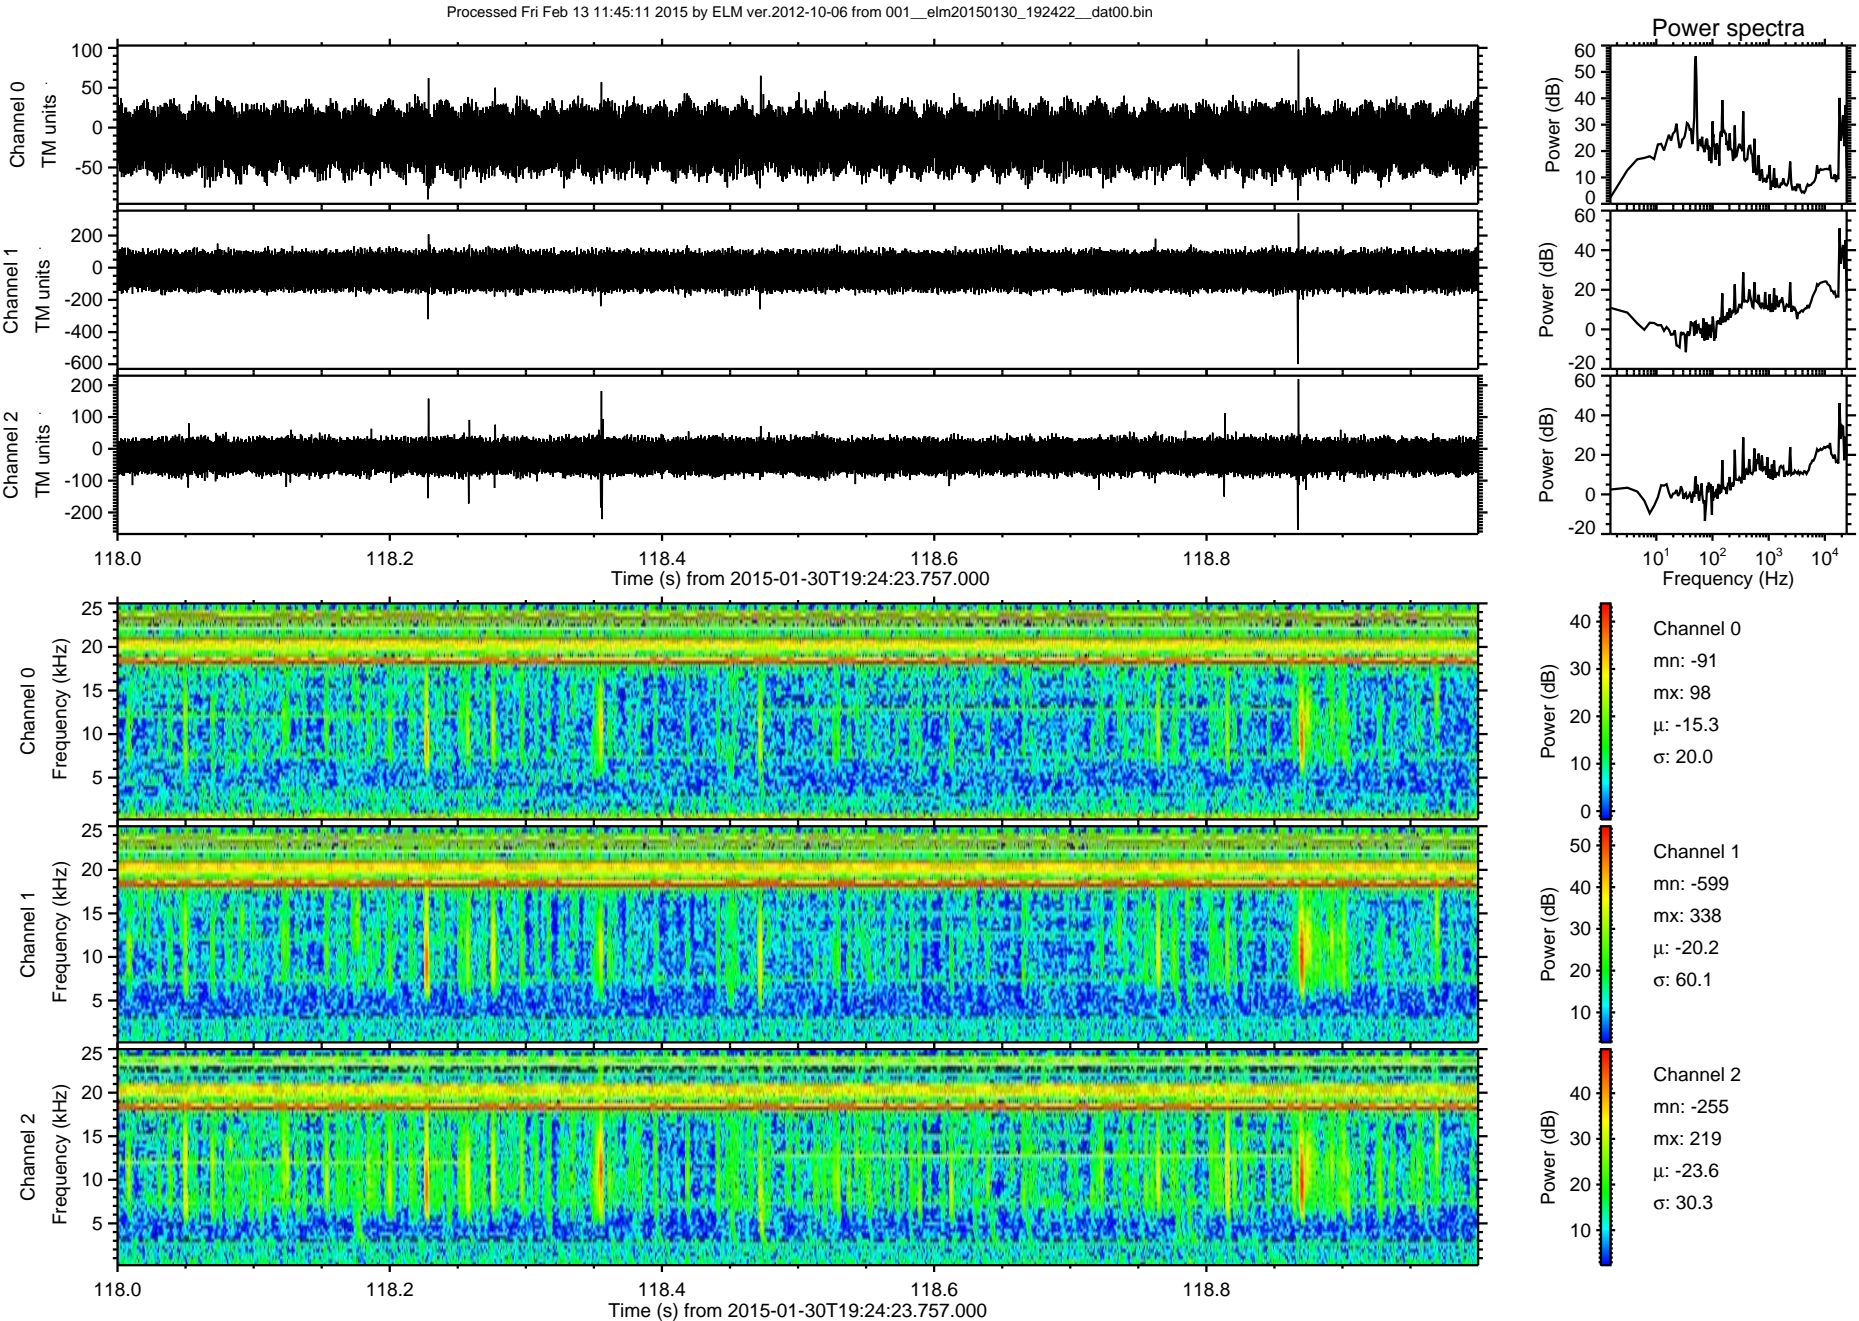 Processed Fri Feb 13 11:45:11 2015 by ELM ver.2012-10-06 from 001__elm20150130_192422__dat00.bin
Power spectra
Channel 0
TM units
100
50
0
-50
Power (dB)
60
50
40
30
20
10
0
Channel 1
TM units
200
0
-200
-400
-600
Power (dB)
60
40
20
0
-20
Channel 2
TM units
200
100
0
-100
-200
Power (dB)
60
40
20
0
-20
118.0 118.2 118.4 118.6 118.8
Time (s) from 2015-01-30T19:24:23.757.000
10¹ 10² 10³ 10⁴
Frequency (Hz)
Channel 0
Frequency (kHz)
25
20
15
10
5
Power (dB)
40
30
20
10
0
Channel 0
mn: -91
mx: 98
μ: -15.3
σ: 20.0
Channel 1
Frequency (kHz)
25
20
15
10
5
Power (dB)
50
40
30
20
10
Channel 1
mn: -599
mx: 338
μ: -20.2
σ: 60.1
Channel 2
Frequency (kHz)
25
20
15
10
5
Power (dB)
40
30
20
10
Channel 2
mn: -255
mx: 219
μ: -23.6
σ: 30.3
118.0 118.2 118.4 118.6 118.8
Time (s) from 2015-01-30T19:24:23.757.000